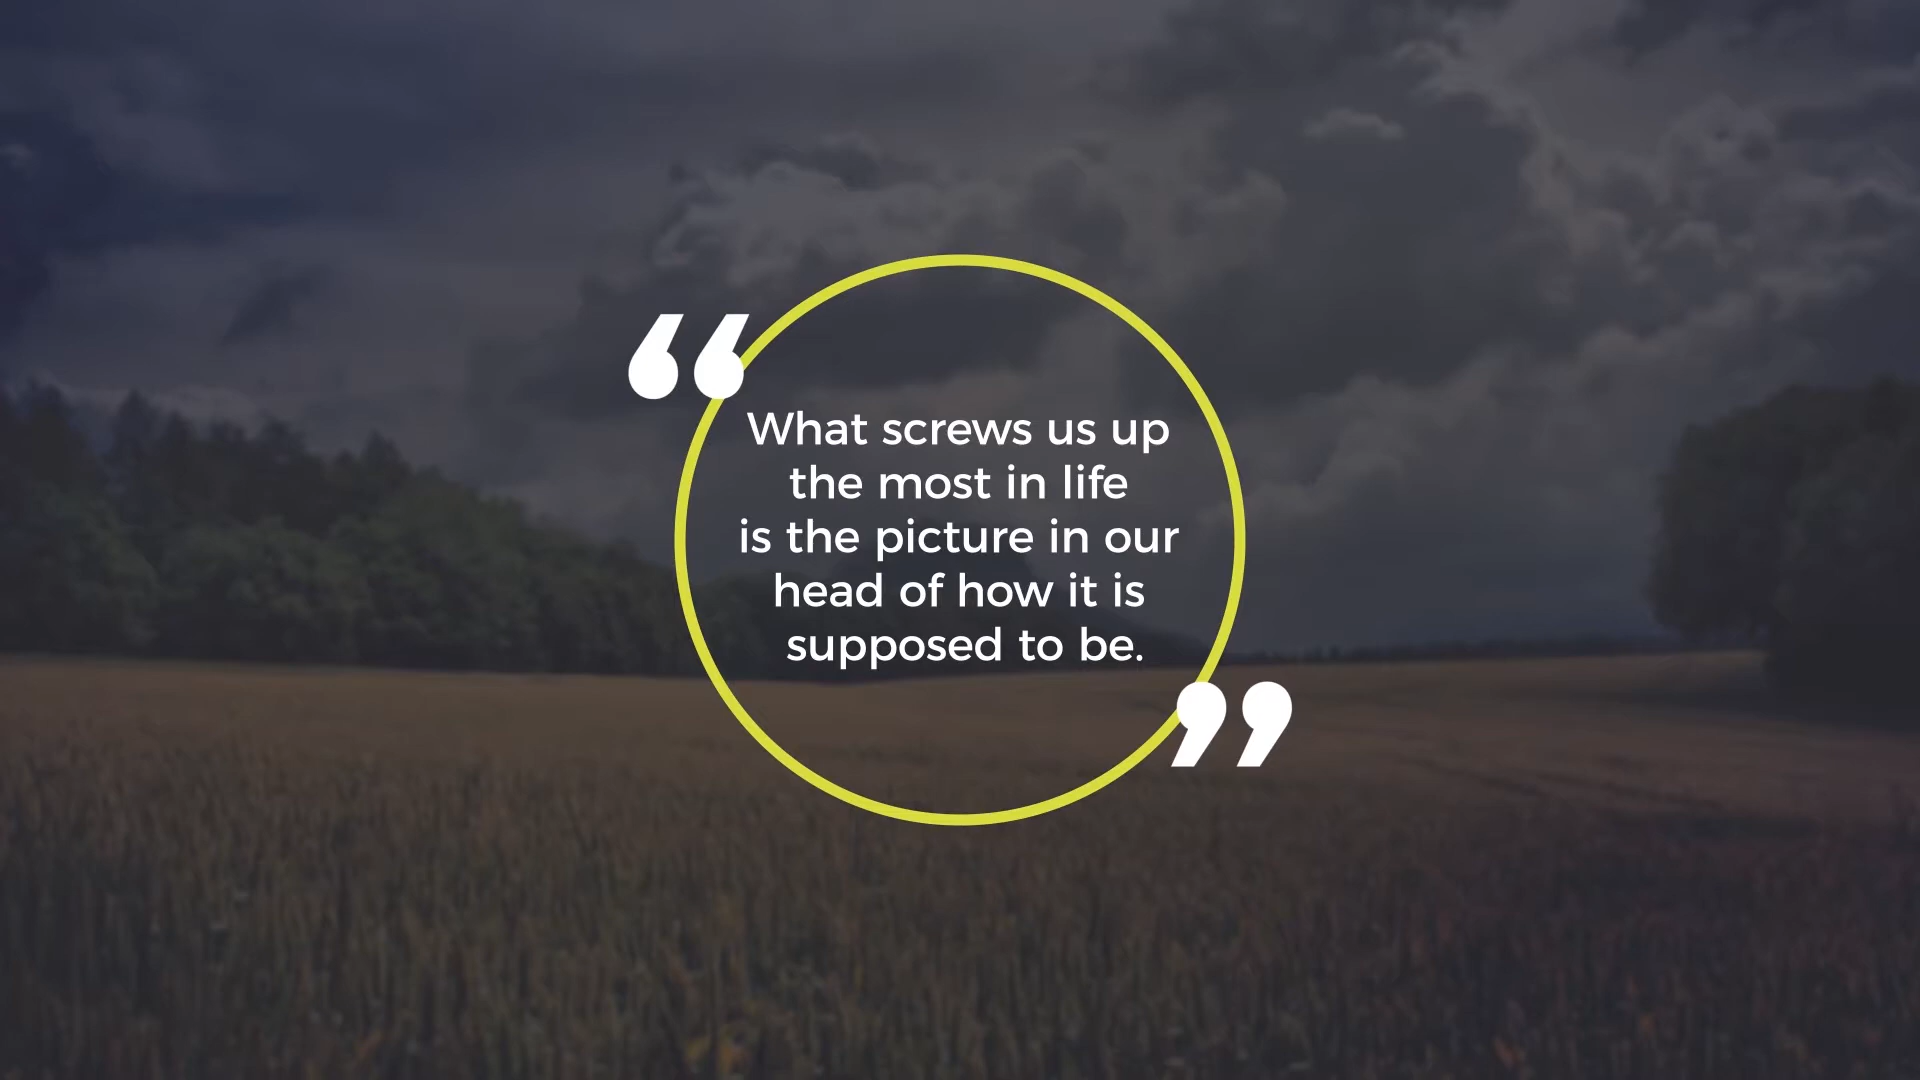 “
What screws us up
the most in life
is the picture in our
head of how it is
supposed to be.
”